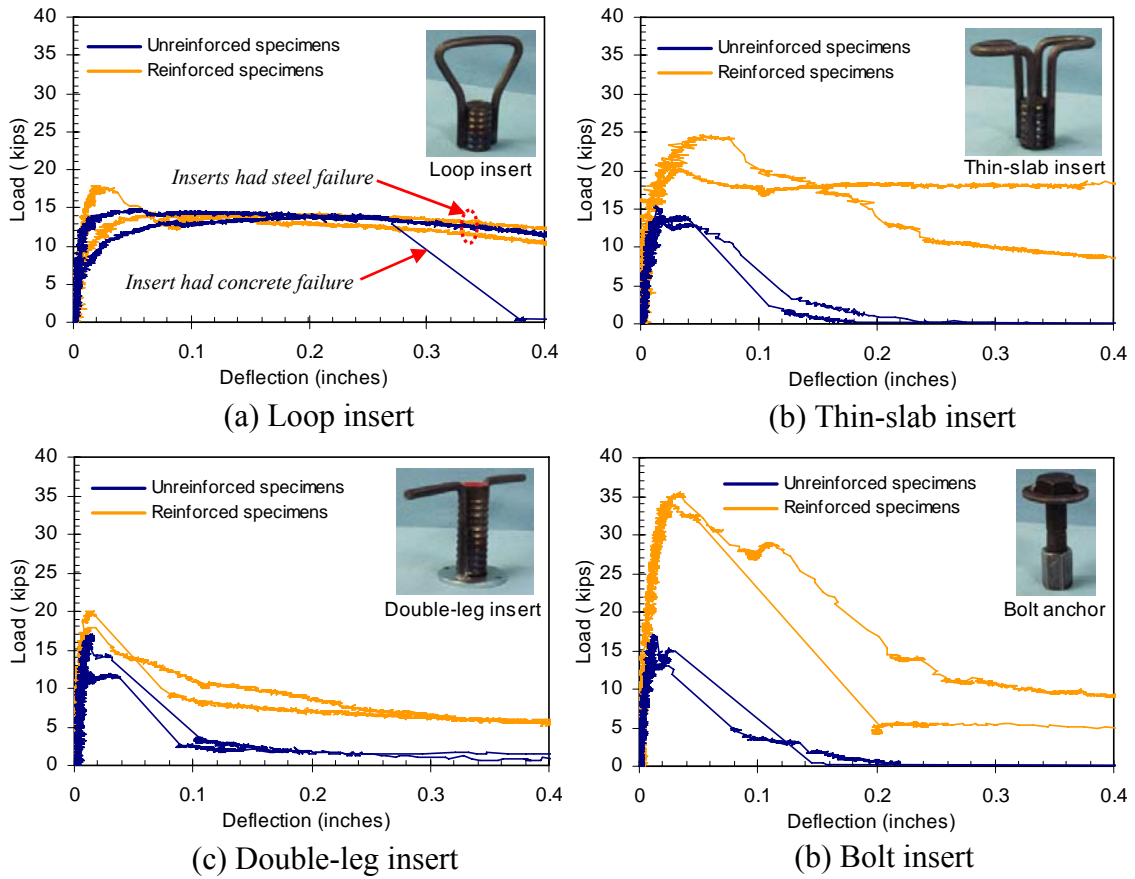 40
35
30
25
20
15
10
5
0
Load ( kips)
Unreinforced specimens
Reinforced specimens
Loop insert
Inserts had steel failure
Insert had concrete failure
0 0.1 0.2 0.3 0.4
Deflection (inches)
(a) Loop insert
40
35
30
25
20
15
10
5
0
Load ( kips)
Unreinforced specimens
Reinforced specimens
Thin-slab insert
0 0.1 0.2 0.3 0.4
Deflection (inches)
(b) Thin-slab insert
40
35
30
25
20
15
10
5
0
Load ( kips)
Unreinforced specimens
Reinforced specimens
Double-leg insert
0 0.1 0.2 0.3 0.4
Deflection (inches)
(c) Double-leg insert
40
35
30
25
20
15
10
5
0
Load ( kips)
Unreinforced specimens
Reinforced specimens
Bolt anchor
0 0.1 0.2 0.3 0.4
Deflection (inches)
(b) Bolt insert